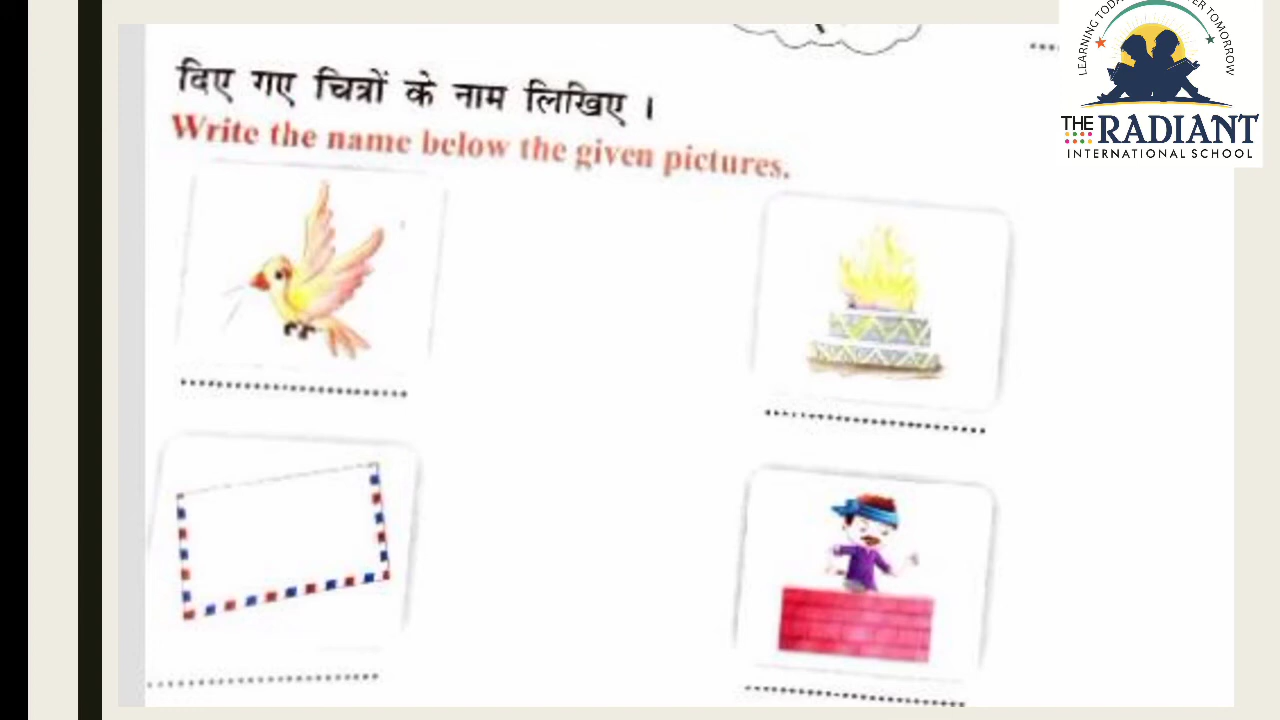 दिए गए चित्रों के नाम लिखिए ।
Write the name below the given pictures.
THE RADIANT
INTERNATIONAL SCHOOL